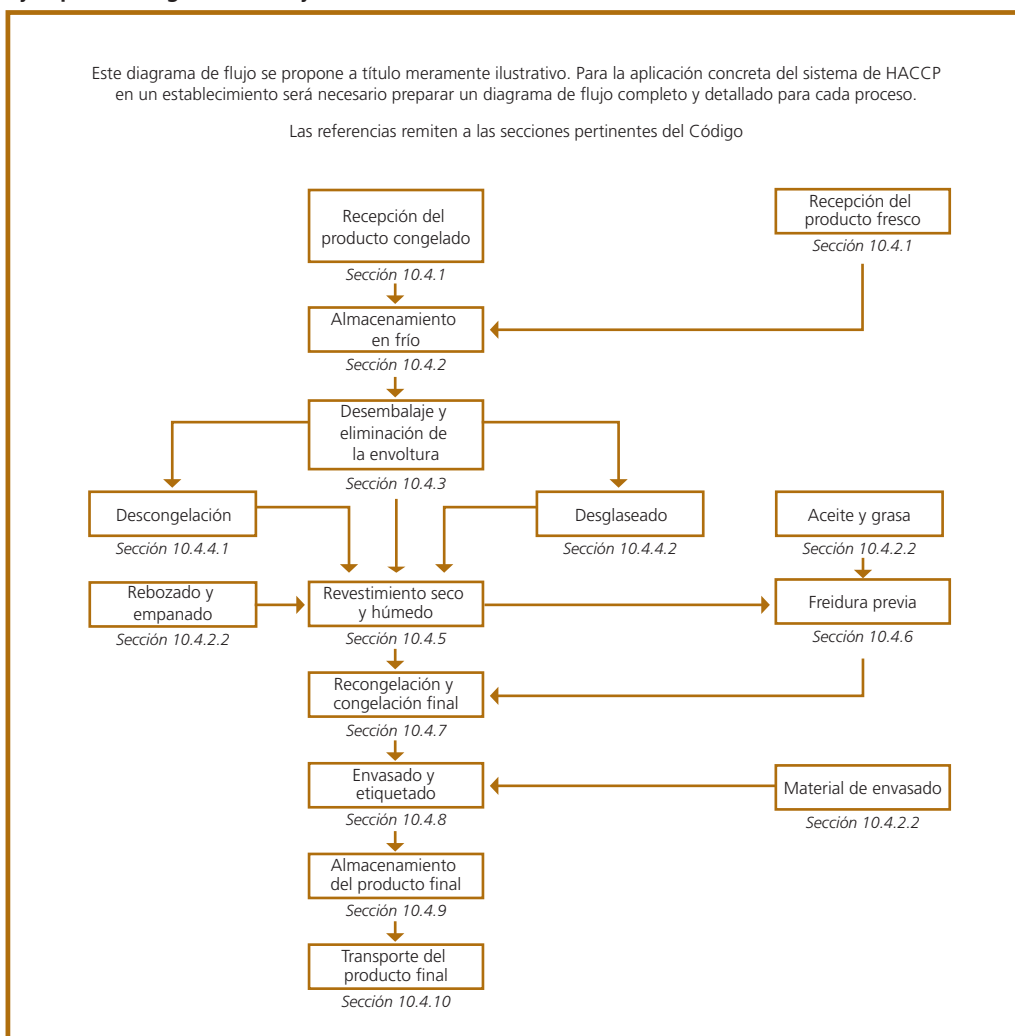 Este diagrama de flujo se propone a título meramente ilustrativo. Para la aplicación concreta del sistema de HACCP
en un establecimiento será necesario preparar un diagrama de flujo completo y detallado para cada proceso.
Las referencias remiten a las secciones pertinentes del Código
Recepción del
producto congelado
Sección 10.4.1
Recepción del
producto fresco
Sección 10.4.1
Almacenamiento
en frío
Sección 10.4.2
Desembalaje y
eliminación de
la envoltura
Sección 10.4.3
Descongelación
Sección 10.4.4.1
Desglaseado
Sección 10.4.4.2
Aceite y grasa
Sección 10.4.2.2
Rebozado y
empanado
Sección 10.4.2.2
Revestimiento seco
y húmedo
Sección 10.4.5
Freidura previa
Sección 10.4.6
Recongelación y
congelación final
Sección 10.4.7
Envasado y
etiquetado
Sección 10.4.8
Material de envasado
Sección 10.4.2.2
Almacenamiento
del producto final
Sección 10.4.9
Transporte del
producto final
Sección 10.4.10